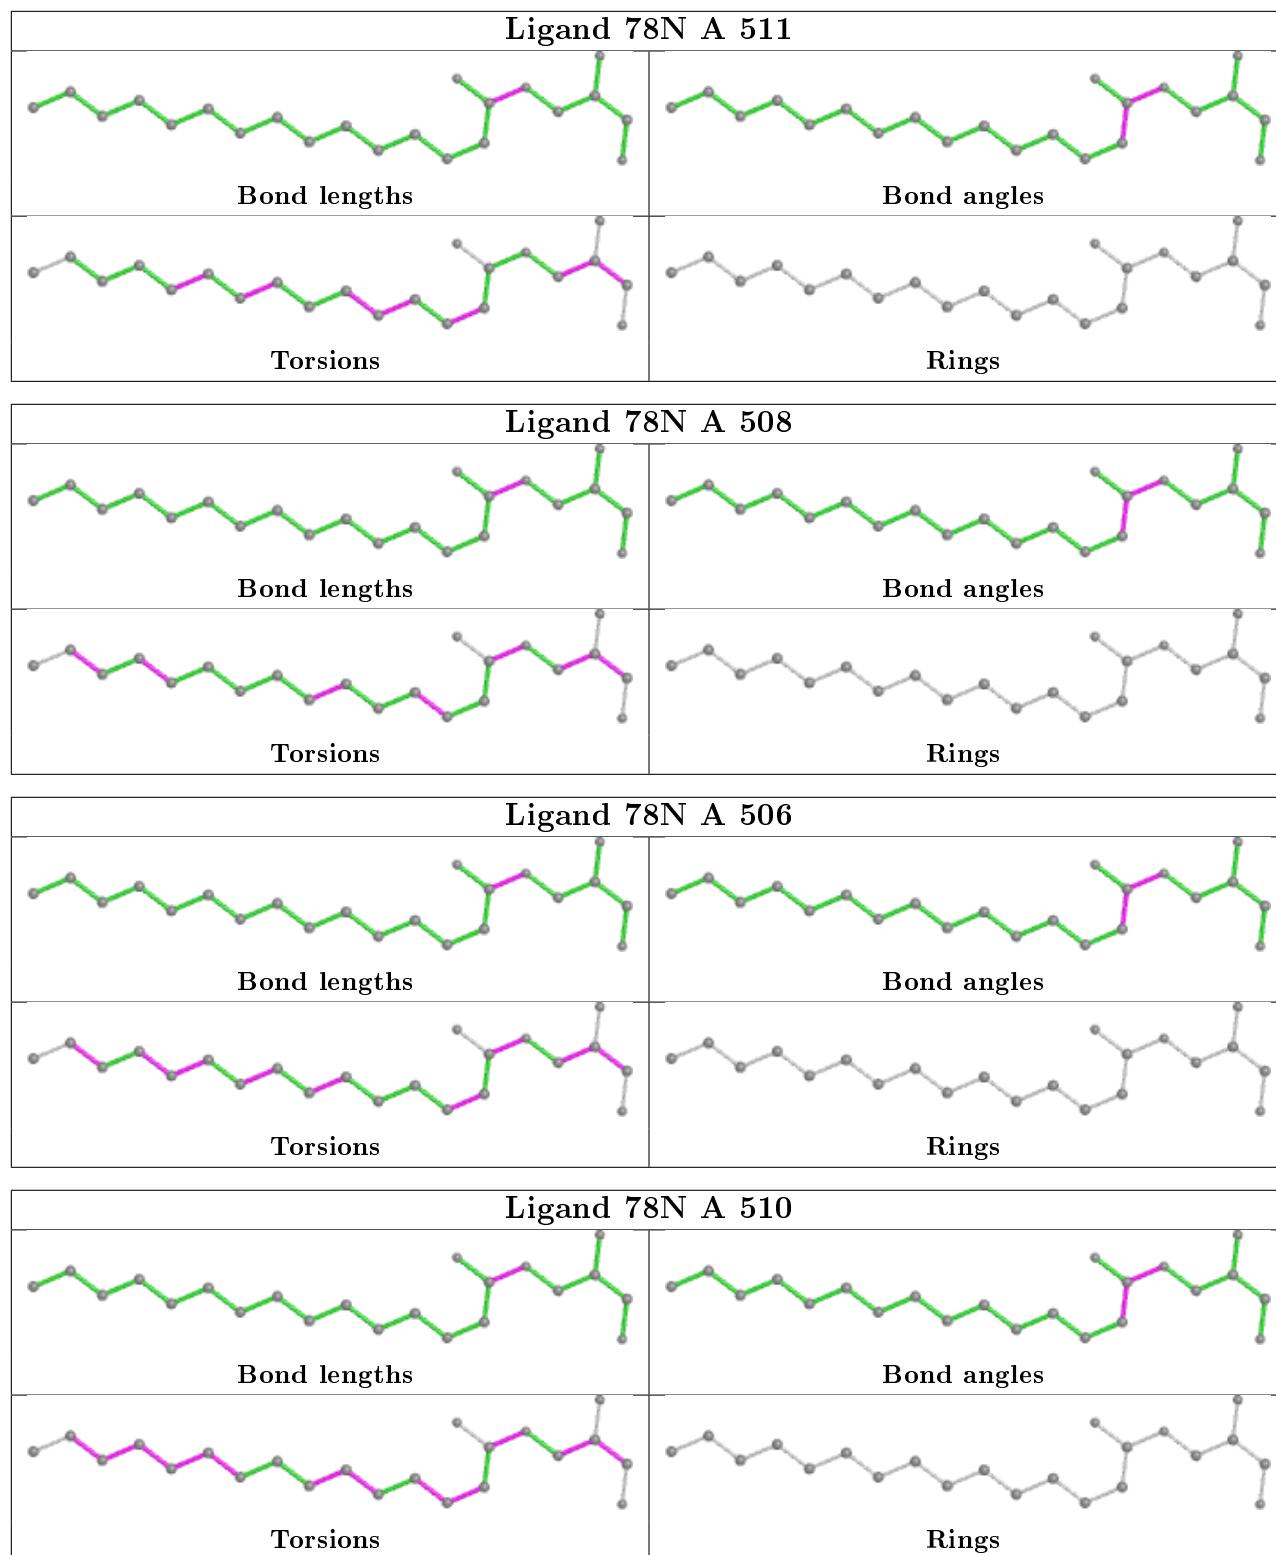 Ligand 78N A 511
Bond lengths
Bond angles
Torsions
Rings
Ligand 78N A 508
Bond lengths
Bond angles
Torsions
Rings
Ligand 78N A 506
Bond lengths
Bond angles
Torsions
Rings
Ligand 78N A 510
Bond lengths
Bond angles
Torsions
Rings